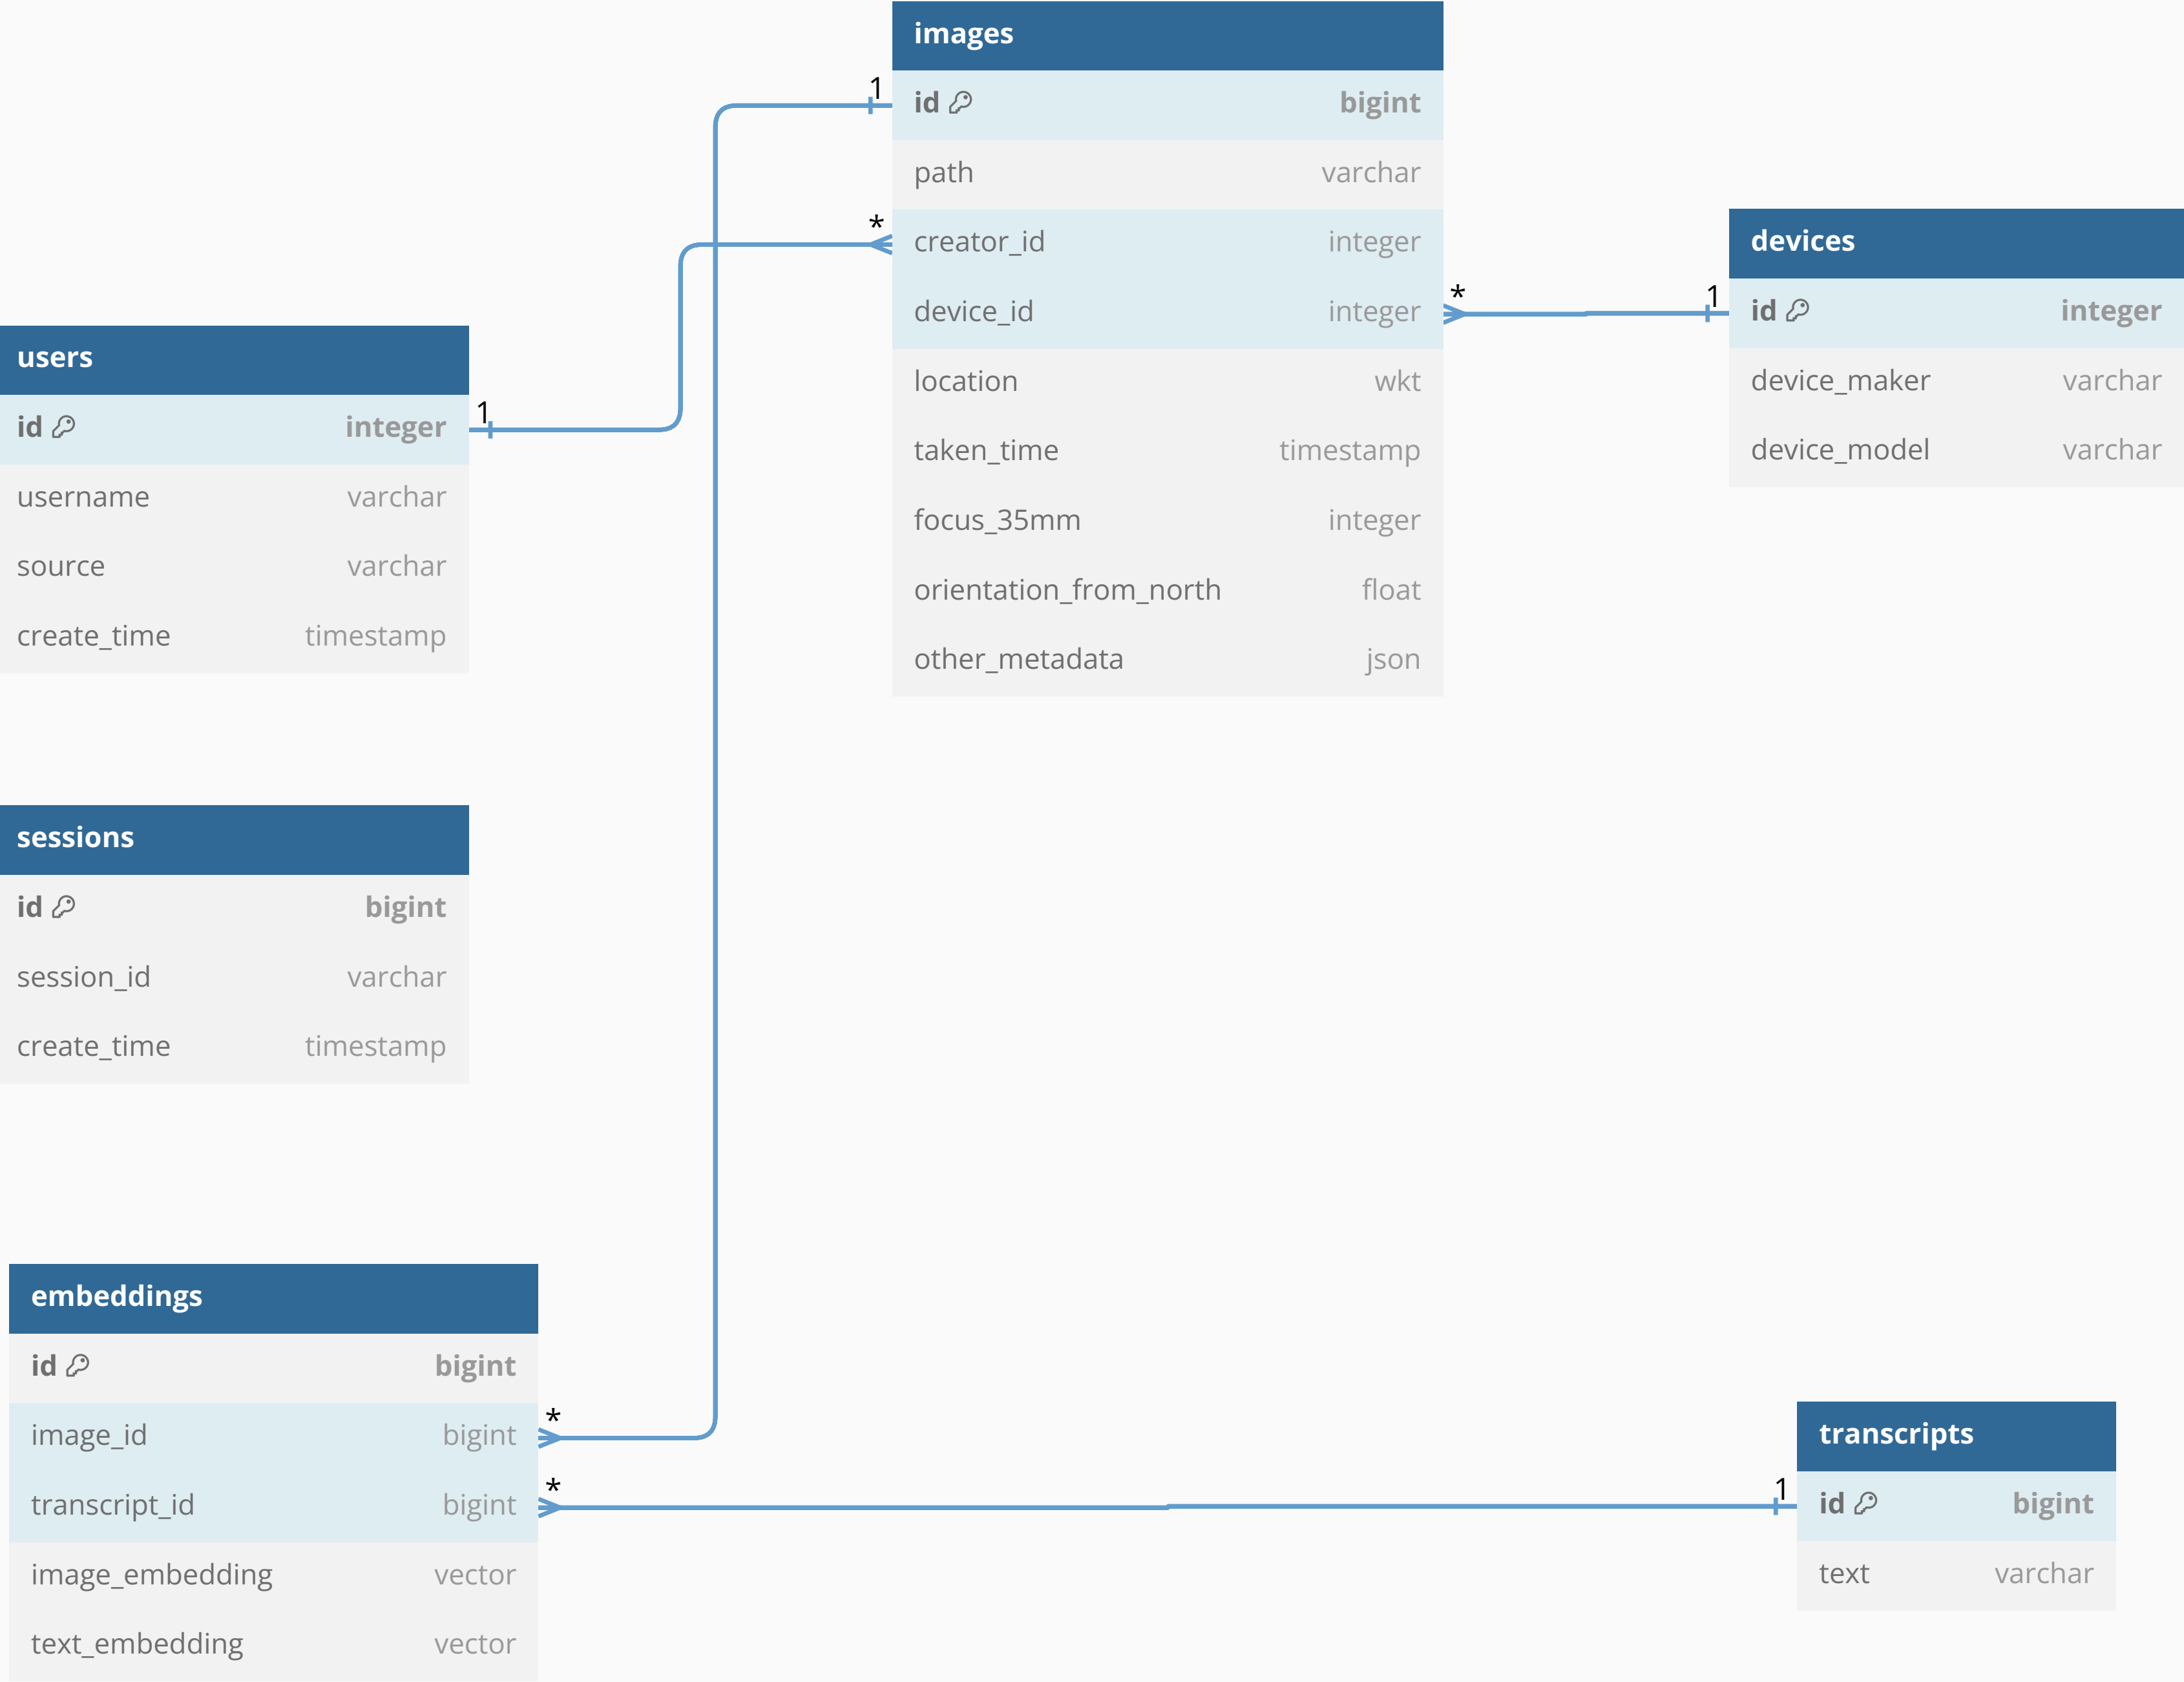 images
1
id bigint
path varchar
*
creator_id integer
device_id integer
*
1
location wkt
taken_time timestamp
focus_35mm integer
orientation_from_north float
other_metadata json
devices
id integer
device_maker varchar
device_model varchar
users
id integer
1
username varchar
source varchar
create_time timestamp
sessions
id bigint
session_id varchar
create_time timestamp
embeddings
id bigint
image_id bigint
*
transcript_id bigint
*
1
image_embedding vector
text_embedding vector
transcripts
id bigint
text varchar